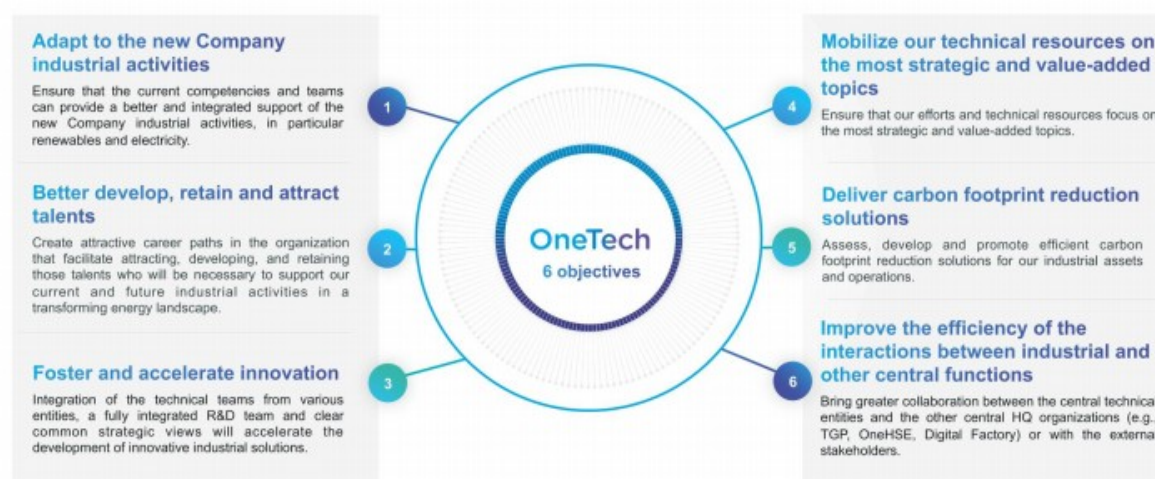 Adapt to the new Company
industrial activities
Ensure that the current competencies and teams
can provide a better and integrated support of the
new Company industrial activities, in particular
renewables and electricity.
1
Better develop, retain and attract
talents
Create attractive career paths in the organization
that facilitate attracting, developing, and retaining
those talents who will be necessary to support our
current and future industrial activities in a
transforming energy landscape.
2
Foster and accelerate innovation
Integration of the technical teams from various
entities, a fully integrated R&D team and clear
common strategic views will accelerate the
development of innovative industrial solutions.
3
OneTech
6 objectives
4
Mobilize our technical resources on
the most strategic and value-added
topics
Ensure that our efforts and technical resources focus on
the most strategic and value-added topics.
5
Deliver carbon footprint reduction
solutions
Assess, develop and promote efficient carbon
footprint reduction solutions for our industrial assets
and operations.
6
Improve the efficiency of the
interactions between industrial and
other central functions
Bring greater collaboration between the central technical
entities and the other central HQ organizations (e.g.,
TGP, OneHSE, Digital Factory) or with the external
stakeholders.